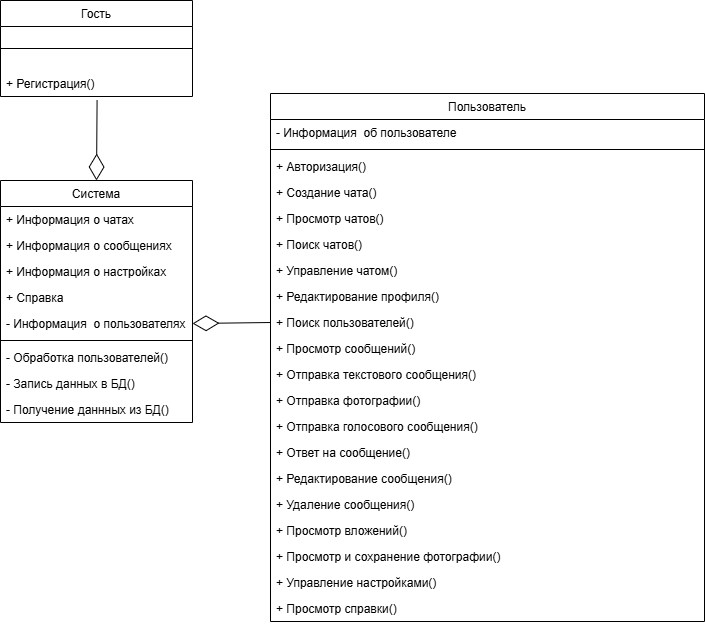 Гость
+ Регистрация()
Система
+ Информация о чатах
+ Информация о сообщениях
+ Информация о настройках
+ Справка
- Информация  о пользователях
- Обработка пользователей()
- Запись данных в БД()
- Получение даннных из БД()
Пользователь
- Информация  об пользователе
+ Авторизация()
+ Создание чата()
+ Просмотр чатов()
+ Поиск чатов()
+ Управление чатом()
+ Редактирование профиля()
+ Поиск пользователей()
+ Просмотр сообщений()
+ Отправка текстового сообщения()
+ Отправка фотографии()
+ Отправка голосового сообщения()
+ Ответ на сообщение()
+ Редактирование сообщения()
+ Удаление сообщения()
+ Просмотр вложений()
+ Просмотр и сохранение фотографии()
+ Управление настройками()
+ Просмотр справки()